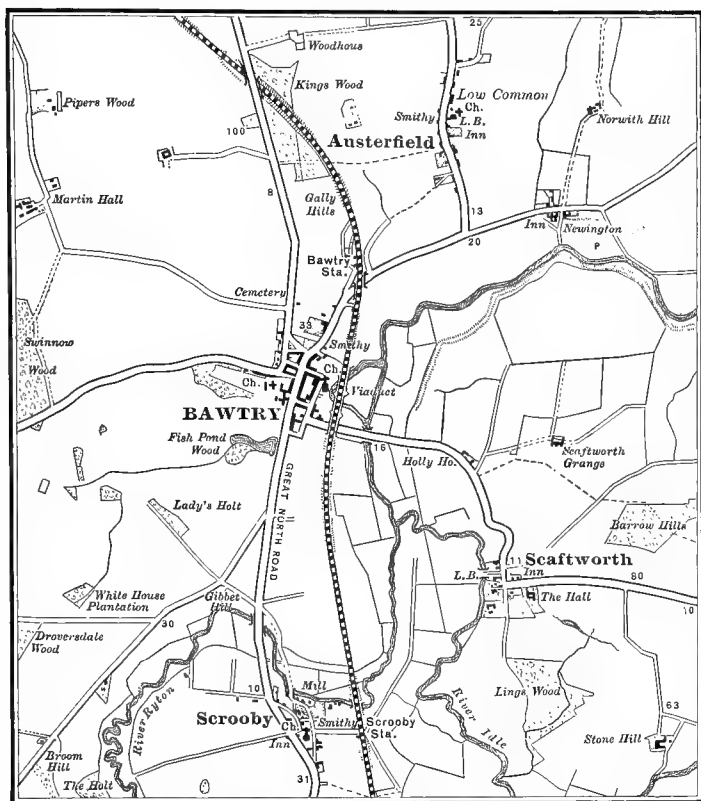 25
Woodhous
Kings Wood
Low Common
Pipers Wood
Smithy
Ch.
L.B.
Inn
Norwith Hill
100
Austerfield
8
Martin Hall
Gally
Hills
13
20
Inn
Newington
P
Bawtry
Sta.
Cemetery
33
Smithy
Swinnow
Wood
Ch.
Ch.
Viaduct
BAWTRY
Fish Pond
Wood
16
Holly Ho.
Scaftworth
Grange
GREAT NORTH ROAD
Lady's Holt
Barrow Hills
11
Scaftworth
L.B.
Inn
80
White House
Plantation
Gibbet
Hill
The Hall
10
30
Droversdale
Wood
River Ryton
Mill
Lings Wood
10
River Idle
63
Scrooby
Ch.
Smithy
Scrooby
Sta.
Inn
Stone Hill
Broom
Hill
The Holt
31